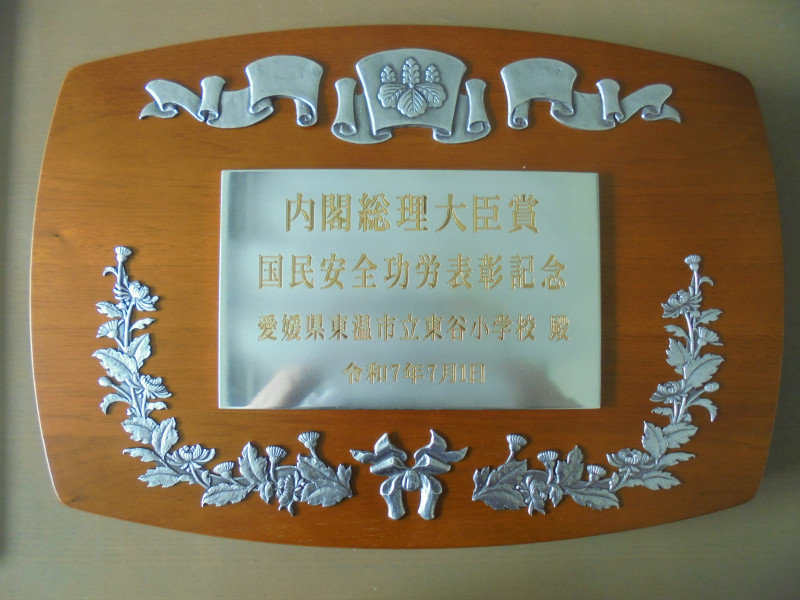 内閣総理大臣賞
国民安全功労表彰記念
愛媛県東温市立東谷小学校 殿
令和7年7月1日